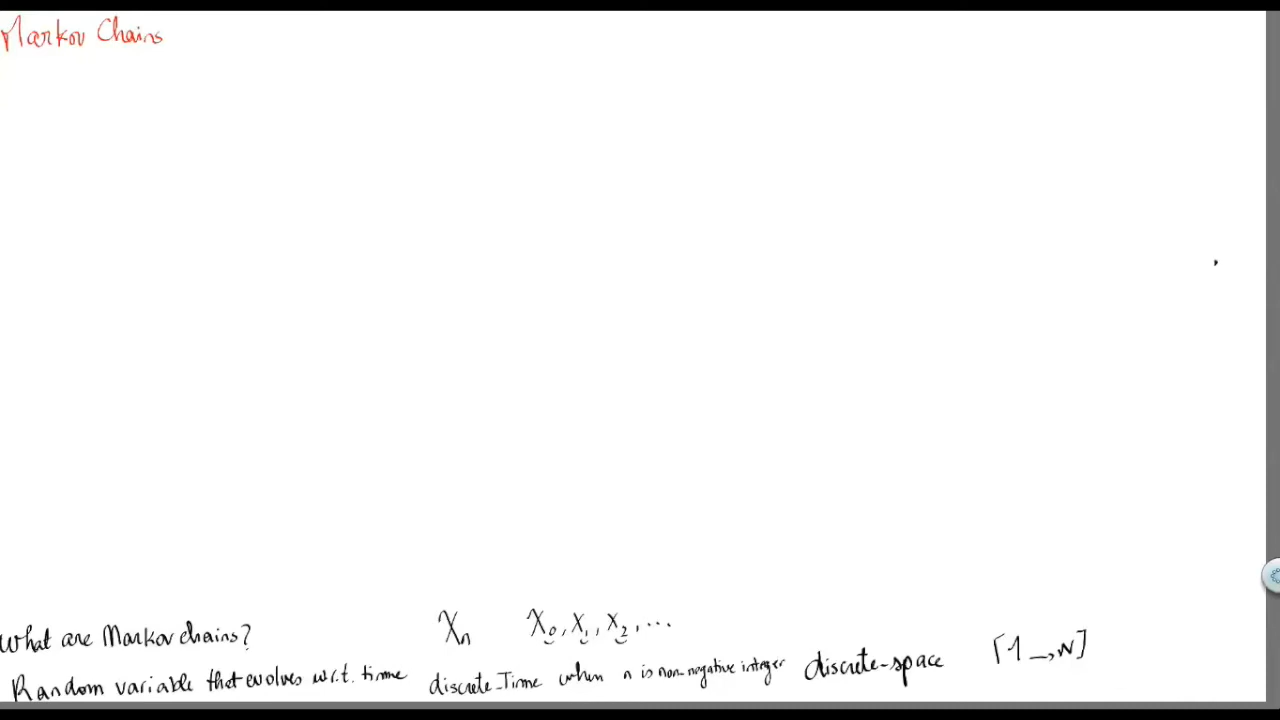 Markov Chains
What are Markov chains? Xn X0, X1, X2, ...
Random variable that evolves w.r.t. time discrete-Time when n is non-negative integer discrete-space [1 → N]